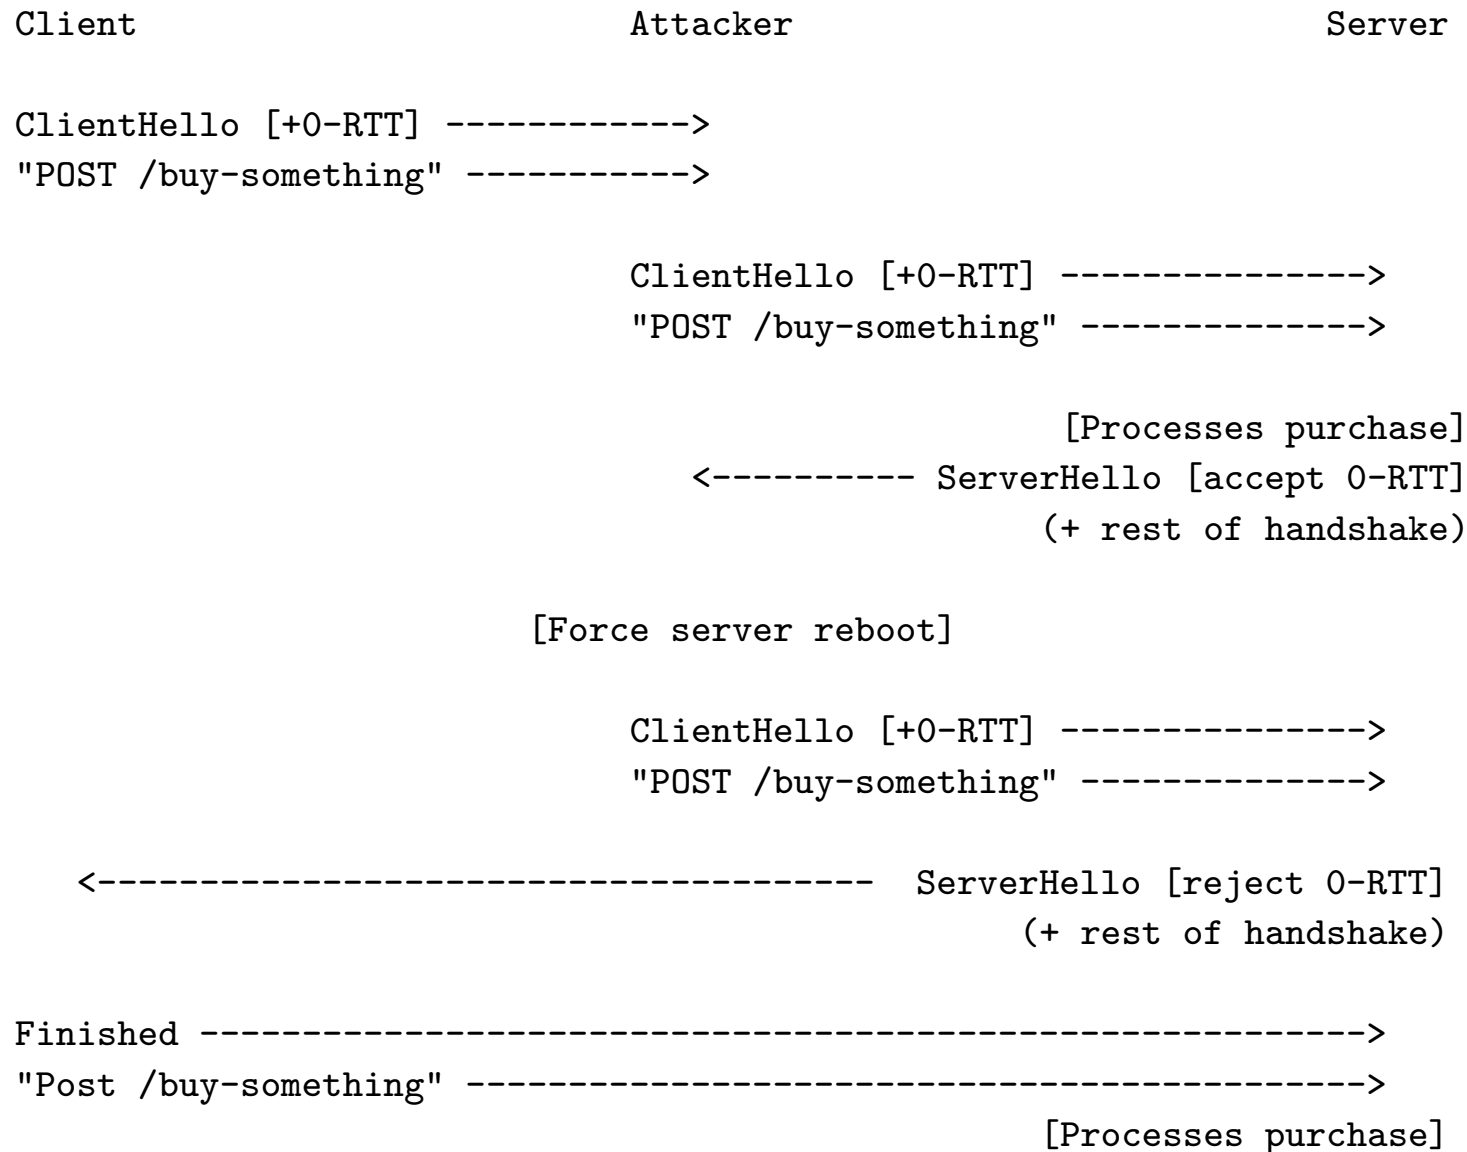 Client Attacker Server
ClientHello [+0-RTT] ------------>
"POST /buy-something" ----------->
ClientHello [+0-RTT] --------------->
"POST /buy-something" -------------->
[Processes purchase]
<----------- ServerHello [accept 0-RTT]
(+ rest of handshake)
[Force server reboot]
ClientHello [+0-RTT] --------------->
"POST /buy-something" -------------->
<-------------------------------------- ServerHello [reject 0-RTT]
(+ rest of handshake)
Finished --------------------------------------------------------->
"Post /buy-something" -------------------------------------------->
[Processes purchase]